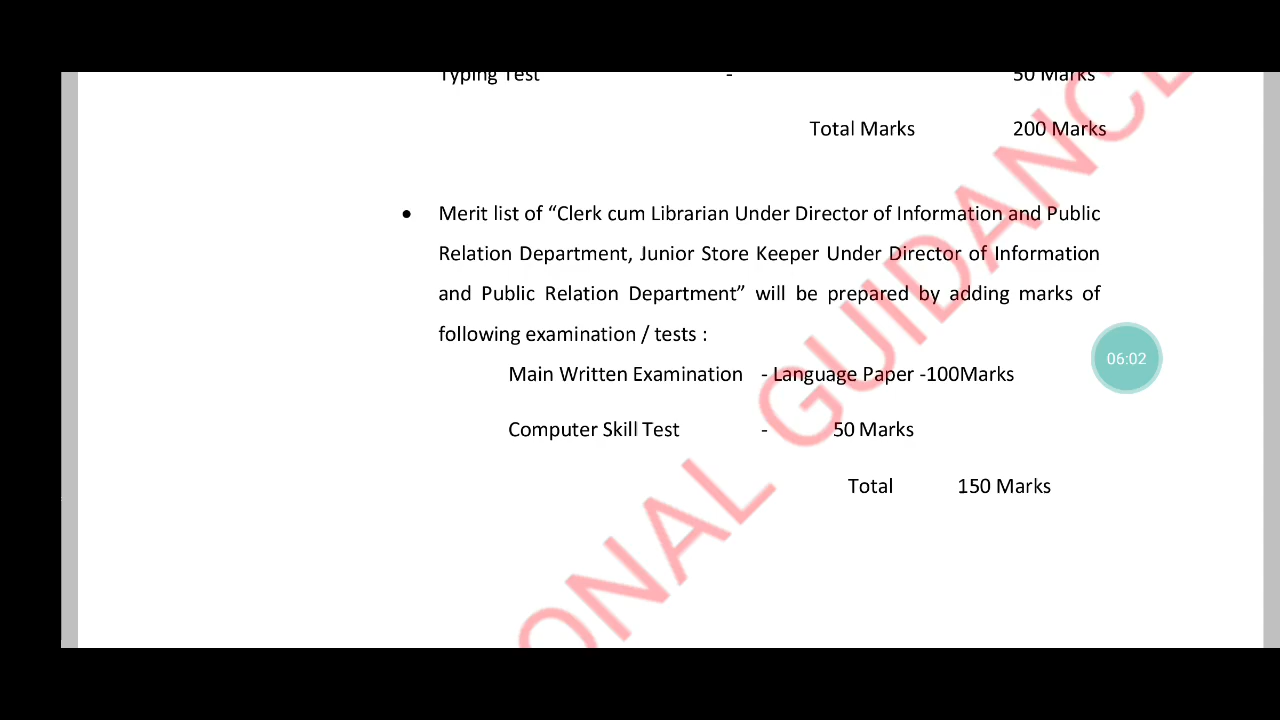 Typing Test - 50 Marks
Total Marks 200 Marks
• Merit list of “Clerk cum Librarian Under Director of Information and Public
Relation Department, Junior Store Keeper Under Director of Information
and Public Relation Department” will be prepared by adding marks of
following examination / tests :
Main Written Examination - Language Paper -100Marks
06:02
Computer Skill Test - 50 Marks
Total 150 Marks
GUIDANCE